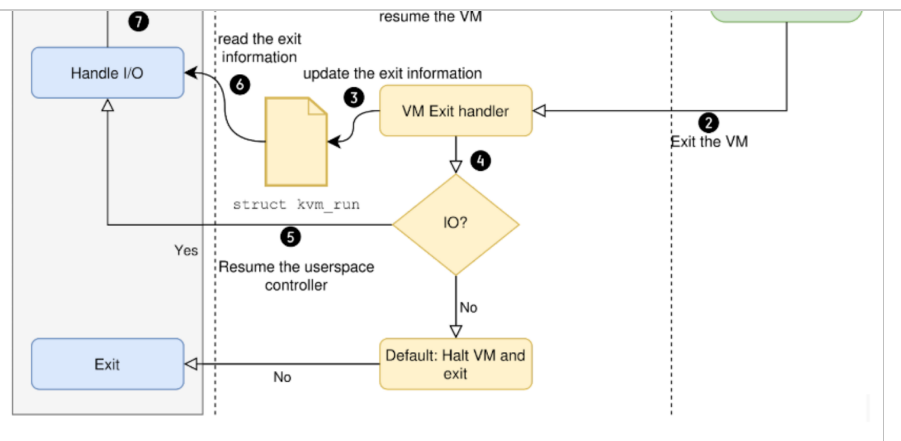 7
resume the VM
read the exit
information
6
Handle I/O
update the exit information
3
VM Exit handler
2
Exit the VM
4
struct kvm_run
IO?
5
Yes
Resume the userspace
controller
No
Default: Halt VM and
exit
Exit
No